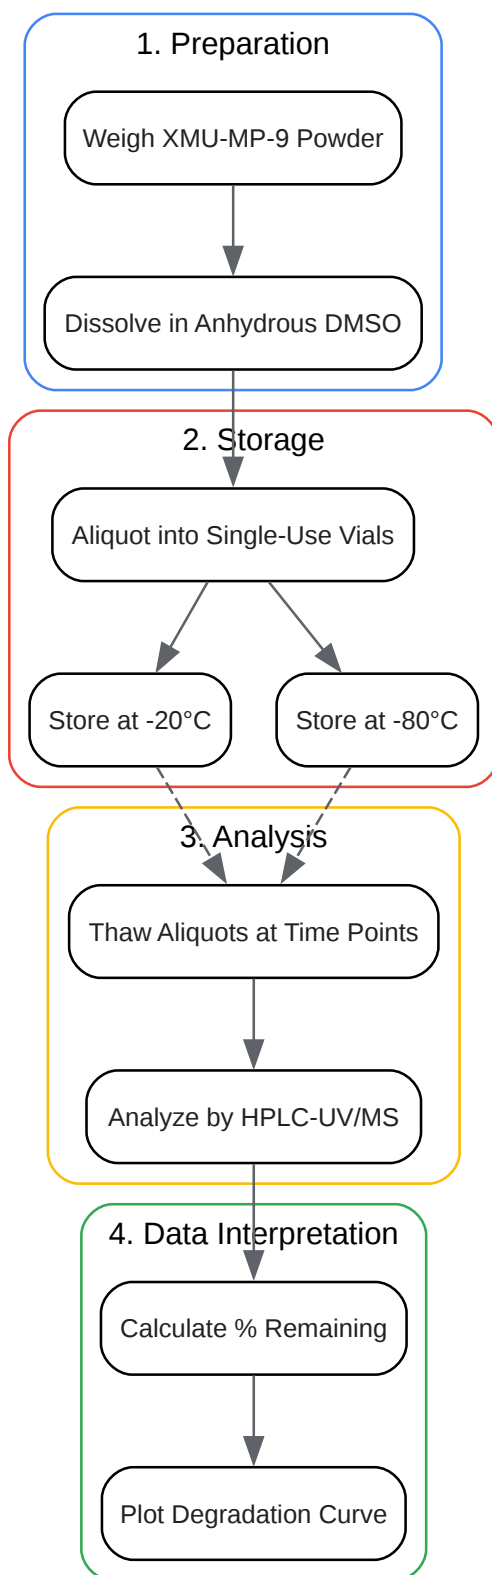 1. Preparation
Weigh XMU-MP-9 Powder
Dissolve in Anhydrous DMSO
2. Storage
Aliquot into Single-Use Vials
Store at -20°C
Store at -80°C
3. Analysis
Thaw Aliquots at Time Points
Analyze by HPLC-UV/MS
4. Data Interpretation
Calculate % Remaining
Plot Degradation Curve